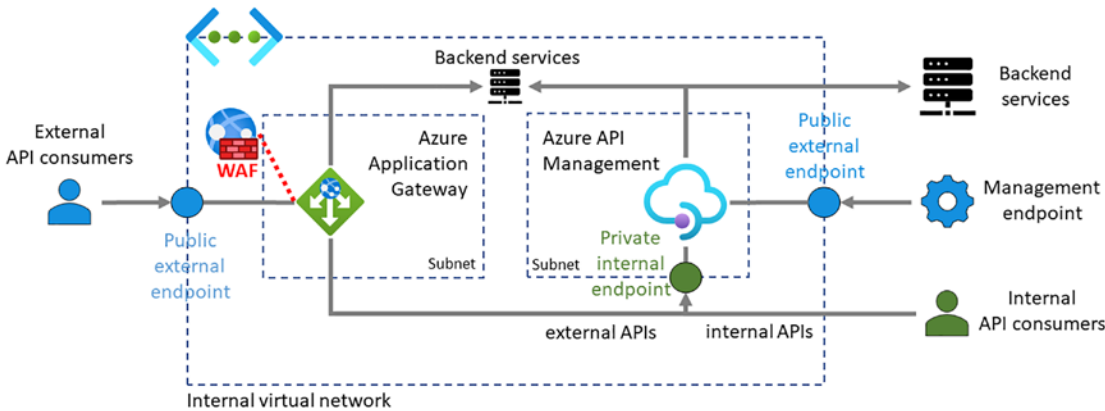 Backend services
Backend
services
External
API consumers
WAF
Azure
Application
Gateway
Azure API
Management
Public
external
endpoint
Management
endpoint
Public
external
endpoint
Subnet
Subnet
Private
internal
endpoint
external APIs
internal APIs
Internal
API consumers
Internal virtual network